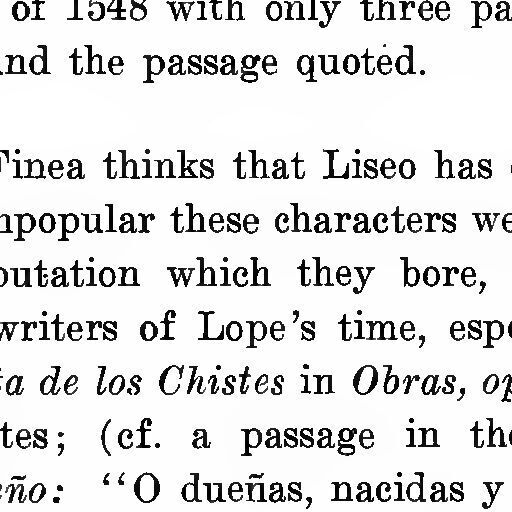 of 1548 with only three pa
nd the passage quoted.
Finea thinks that Liseo has
npopular these characters we
putation which they bore,
writers of Lope's time, espe
ta de los Chistes in Obras, op
tes; (cf. a passage in the
eño: “O dueñas, nacidas y